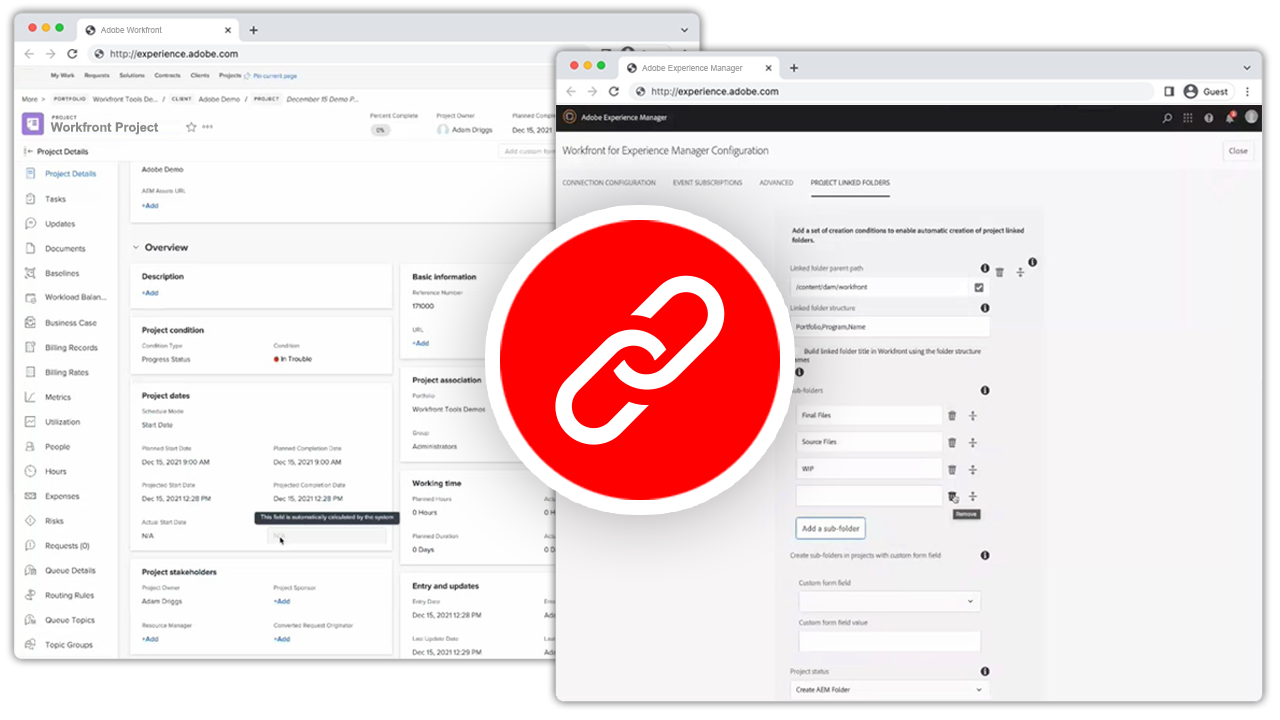 Adobe Workfront
http://experience.adobe.com
My Work Requests Solutions Contracts Clients Projects Pin current page
More > PORTFOLIO Workfront Tools De... / CLIENT Adobe Demo / PROJECT December 15 Demo P...
PROJECT
Workfront Project
Percent Complete
0%
Project Owner
Adam Driggs
Planned Comple
Dec 15, 2021
Project Details
Add custom form
Project Details
Tasks
Updates
Documents
Baselines
Workload Balan...
Business Case
Billing Records
Billing Rates
Metrics
Utilization
People
Hours
Expenses
Risks
Requests (0)
Queue Details
Routing Rules
Queue Topics
Topic Groups
Adobe Demo
AEM Assets URL
+Add
Overview
Description
+Add
Project condition
Condition Type
Progress Status
Condition
In Trouble
Project dates
Schedule Mode
Start Date
Planned Start Date
Dec 15, 2021 9:00 AM
Planned Completion Date
Dec 15, 2021 9:00 AM
Projected Start Date
Dec 15, 2021 12:28 PM
Projected Completion Date
Dec 15, 2021 12:28 PM
Actual Start Date
N/A
This field is automatically calculated by the system
N/A
Project stakeholders
Project Owner
Adam Driggs
Project Sponsor
+Add
Resource Manager
+Add
Converted Request Originator
+Add
Basic information
Reference Number
171000
URL
+Add
Project association
Portfolio
Workfront Tools Demos
Group
Administrators
Working time
Planned Hours
0 Hours
Actu
0 H
Planned Duration
0 Days
Actu
0 D
Entry and updates
Entry Date
Dec 15, 2021 12:28 PM
Ente
Adam
Last Update Date
Dec 15, 2021 12:29 PM
Last
Adam
Adobe Experience Manager
http://experience.adobe.com
Guest
Adobe Experience Manager
Workfront for Experience Manager Configuration
Close
CONNECTION CONFIGURATION EVENT SUBSCRIPTIONS ADVANCED PROJECT LINKED FOLDERS
Add a set of creation conditions to enable automatic creation of project linked
folders.
Linked folder parent path
/content/dam/workfront
Linked folder structure
Portfolio,Program,Name
Build linked folder title in Workfront using the folder structure
mes
ub-folders
Final Files
Source Files
WIP
Remove
Add a sub-folder
Create sub-folders in projects with custom form field
Custom form field
Custom form field value
Project status
Create AEM Folder